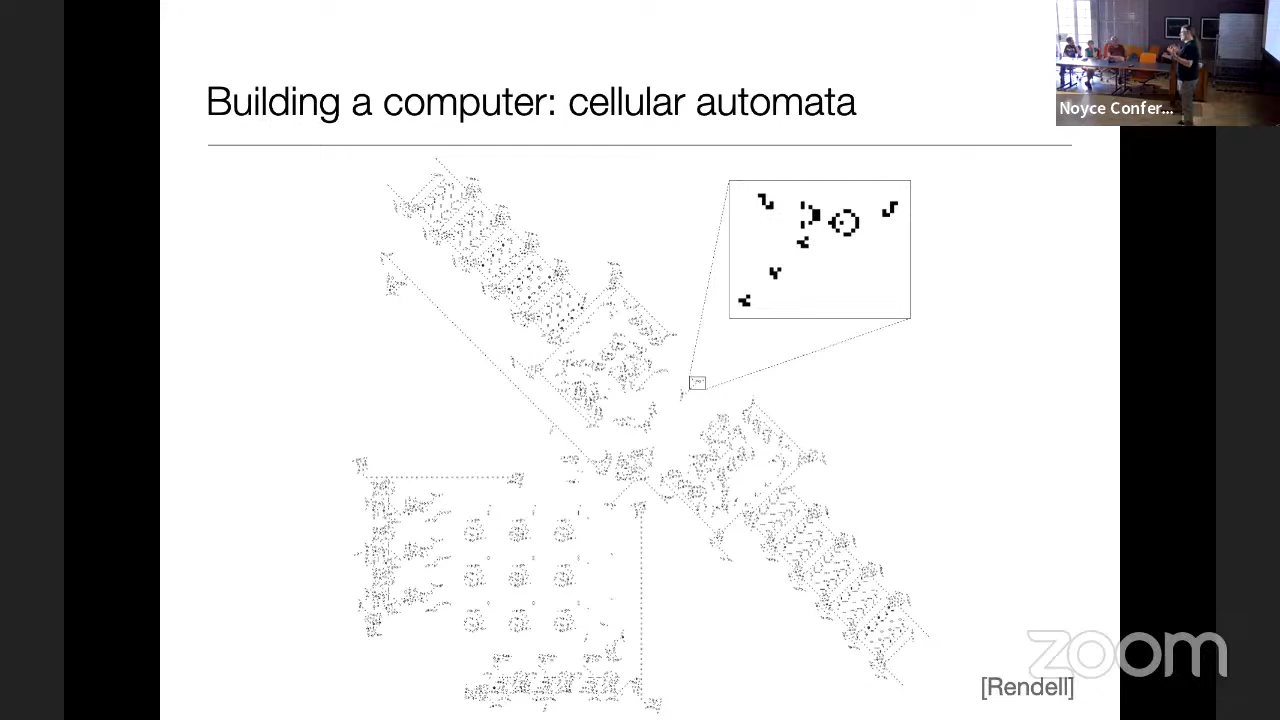 Building a computer: cellular automata
Noyce Confer...
zoom
[Rendell]